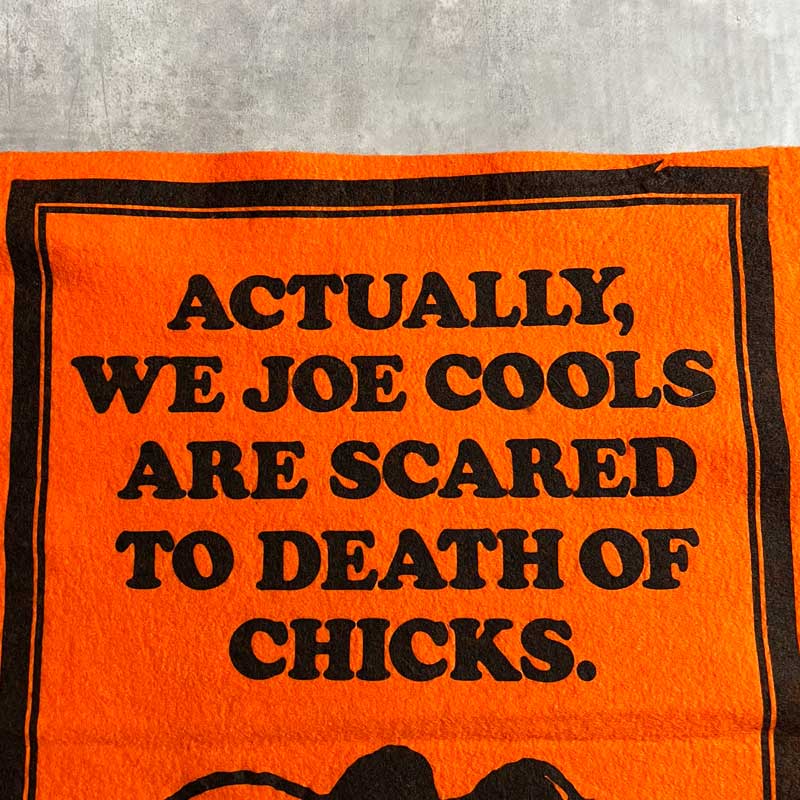 ACTUALLY,
WE JOE COOLS
ARE SCARED
TO DEATH OF
CHICKS.